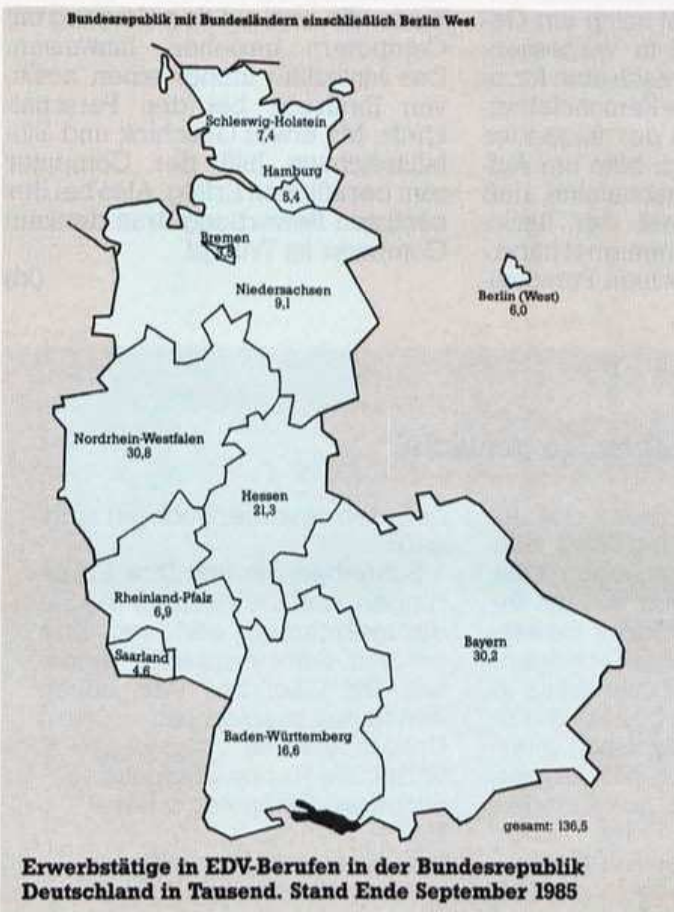 Bundesrepublik mit Bundesländern einschließlich Berlin West
Schleswig-Holstein
7,4
Hamburg
5,4
Bremen
Niedersachsen
9,1
Berlin (West)
6,0
Nordrhein-Westfalen
30,8
Hessen
21,3
Rheinland-Pfalz
6,9
Saarland
4,6
Bayern
30,2
Baden-Württemberg
16,6
gesamt: 136,5
Erwerbstätige in EDV-Berufen in der Bundesrepublik
Deutschland in Tausend. Stand Ende September 1985